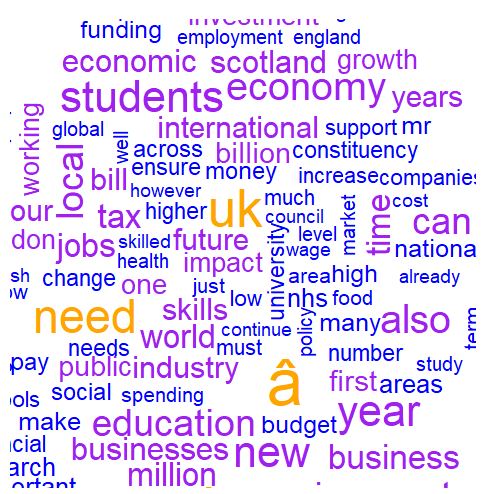 investment
funding
employment england
economic scotland growth
students economy years
working
global well international support mr
local
across billion constituency
ensure money
bill increase companies
however
our tax higher uk much time cost
council market can
don jobs skilled future university level nationa
wage
health impact
change one area high already
just low nhs food
need skills many also
world continue policy term
needs must number
pay public industry study
â first areas
social spending
make education budget year
businesses new business
million